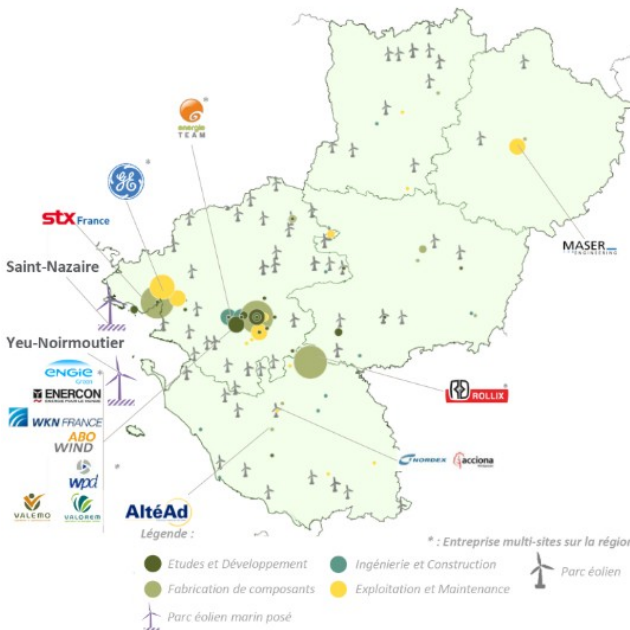 energie
TEAM
*
GE
*
stx France
Saint-Nazaire
MASER
ENGINEERING
Yeu-Noirmoutier
ENGIE
Green
*
ENERCON
ROLLIX
*
WKN FRANCE
ABO
WIND
NORDEX
acciona
wpd
*
VALEMO
VALOREM
AltéAd
Légende :
* : Entreprise multi-sites sur la région
Etudes et Développement
Ingénierie et Construction
Parc éolien
Fabrication de composants
Exploitation et Maintenance
Parc éolien marin posé